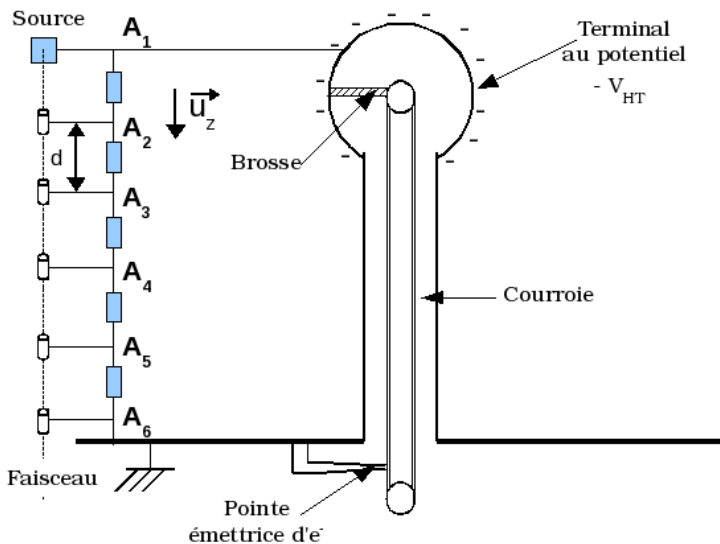 Source
A1
Terminal
au potentiel
- VHT
uz
A2
d
Brosse
A3
A4
Courroie
A5
A6
Faisceau
Pointe
émettrice d'e-